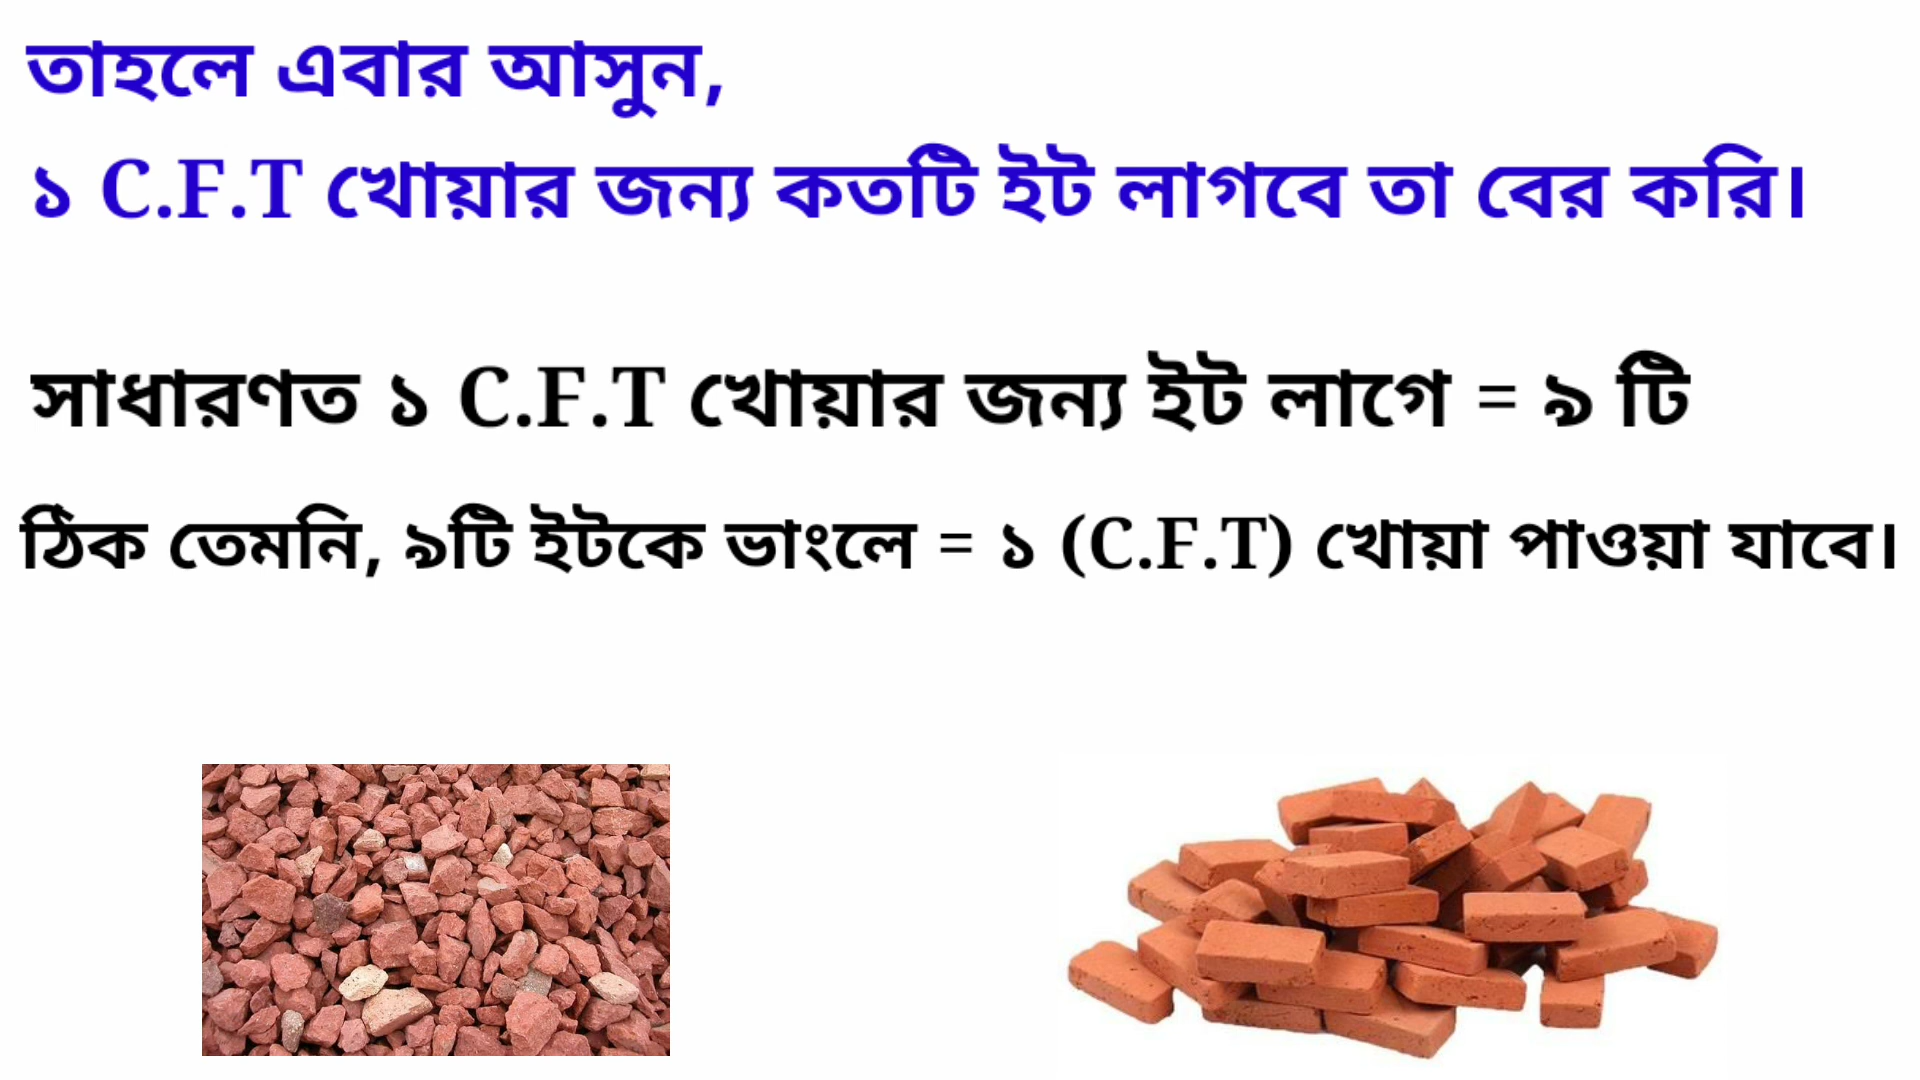 তাহলে এবার আসুন,
১ C.F.T খোয়ার জন্য কতটি ইট লাগবে তা বের করি।
সাধারণত ১ C.F.T খোয়ার জন্য ইট লাগে = ৯ টি
ঠিক তেমনি, ৯টি ইটকে ভাংলে = ১ (C.F.T) খোয়া পাওয়া যাবে।